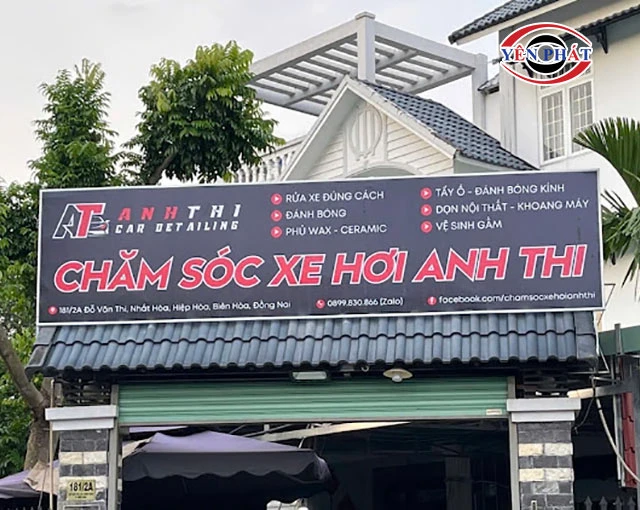 YÊN PHÁT
AT ANH THI
CAR DETAILING
RỬA XE ĐÚNG CÁCH
ĐÁNH BÓNG
PHỦ WAX - CERAMIC
TẨY Ố - ĐÁNH BÓNG KÍNH
DỌN NỘI THẤT - KHOANG MÁY
VỆ SINH GẦM
CHĂM SÓC XE HƠI ANH THI
181/2A Đỗ Văn Thi, Nhất Hòa, Hiệp Hòa, Biên Hòa, Đồng Nai
0899.830.866 (Zalo)
facebook.com/chamsocxehoianhthi
181/2A